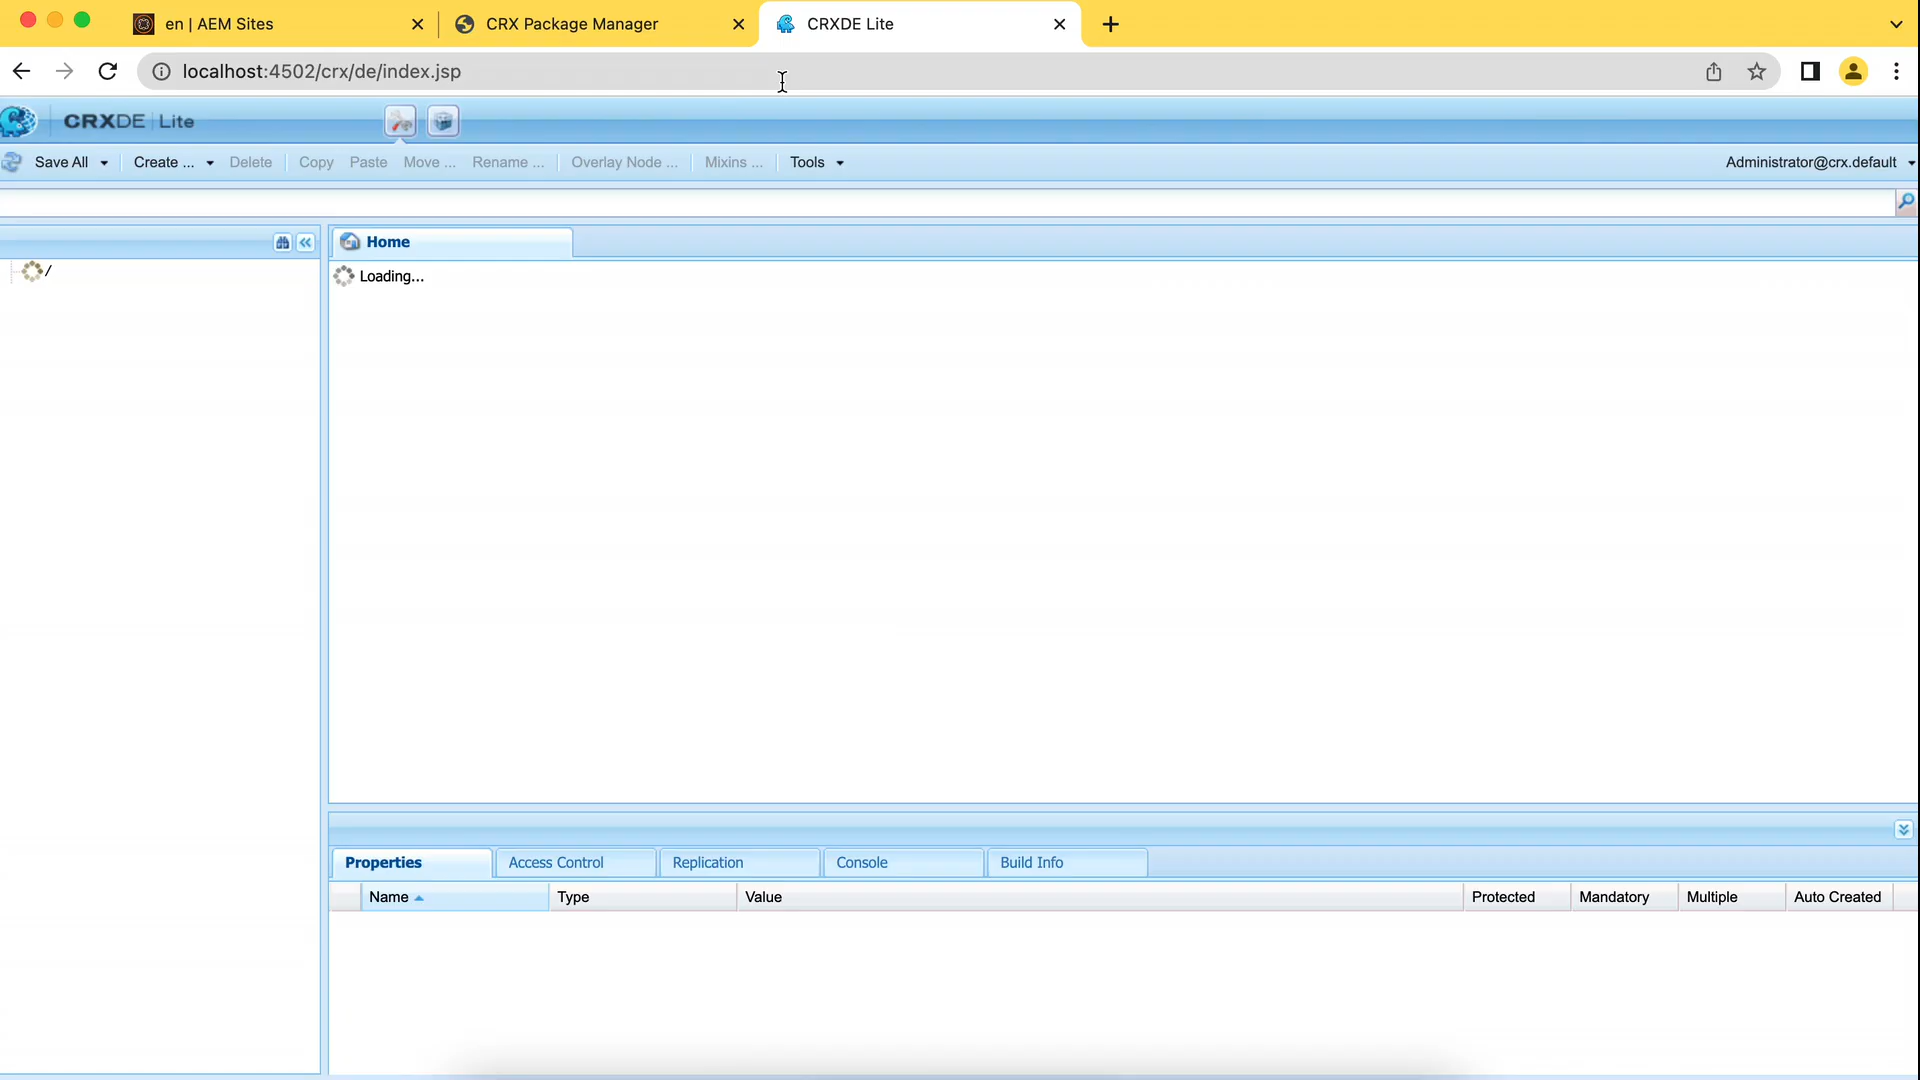 en | AEM Sites
CRX Package Manager
CRXDE Lite
localhost:4502/crx/de/index.jsp
CRXDE | Lite
Save All
Create ...
Delete
Copy
Paste
Move ...
Rename ...
Overlay Node ...
Mixins ...
Tools
Administrator@crx.default
/
Home
Loading...
Properties
Access Control
Replication
Console
Build Info
Name
Type
Value
Protected
Mandatory
Multiple
Auto Created